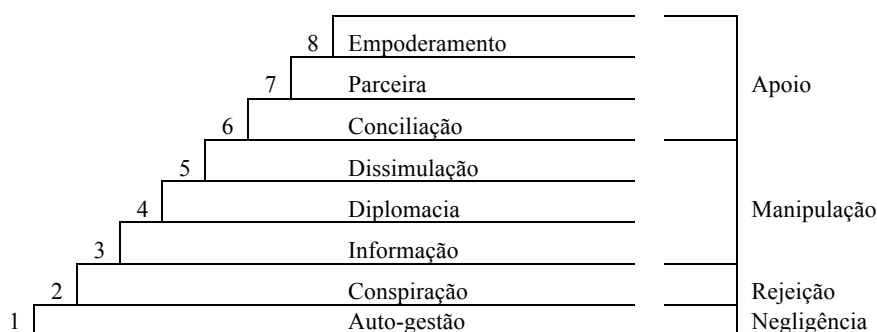 8 Empoderamento
7 Parceira Apoio
6 Conciliação
5 Dissimulação
4 Diplomacia Manipulação
3 Informação
2 Conspiração Rejeição
1 Auto-gestão Negligência